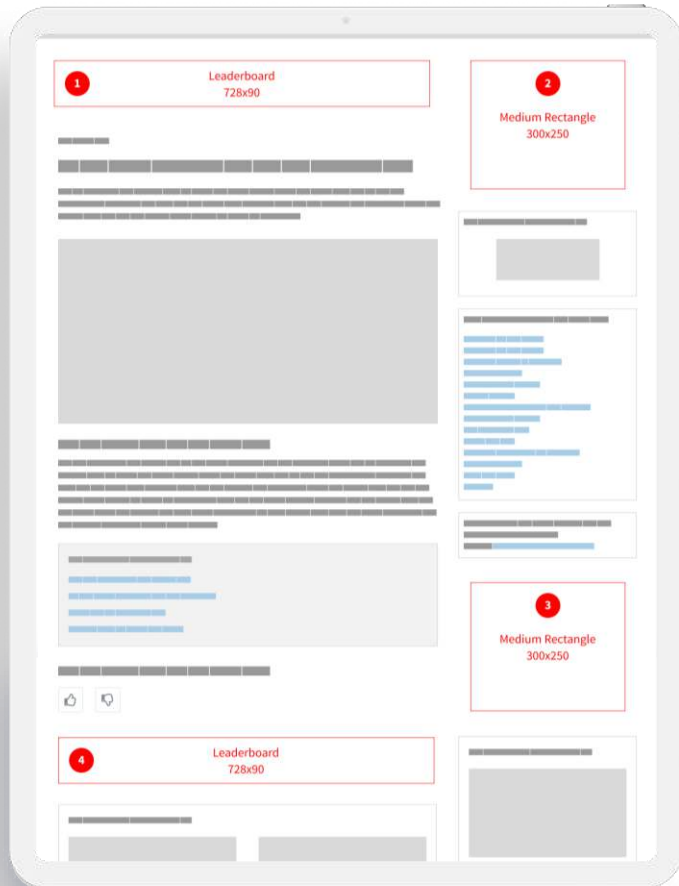 1
Leaderboard
728x90
2
Medium Rectangle
300x250
3
Medium Rectangle
300x250
4
Leaderboard
728x90